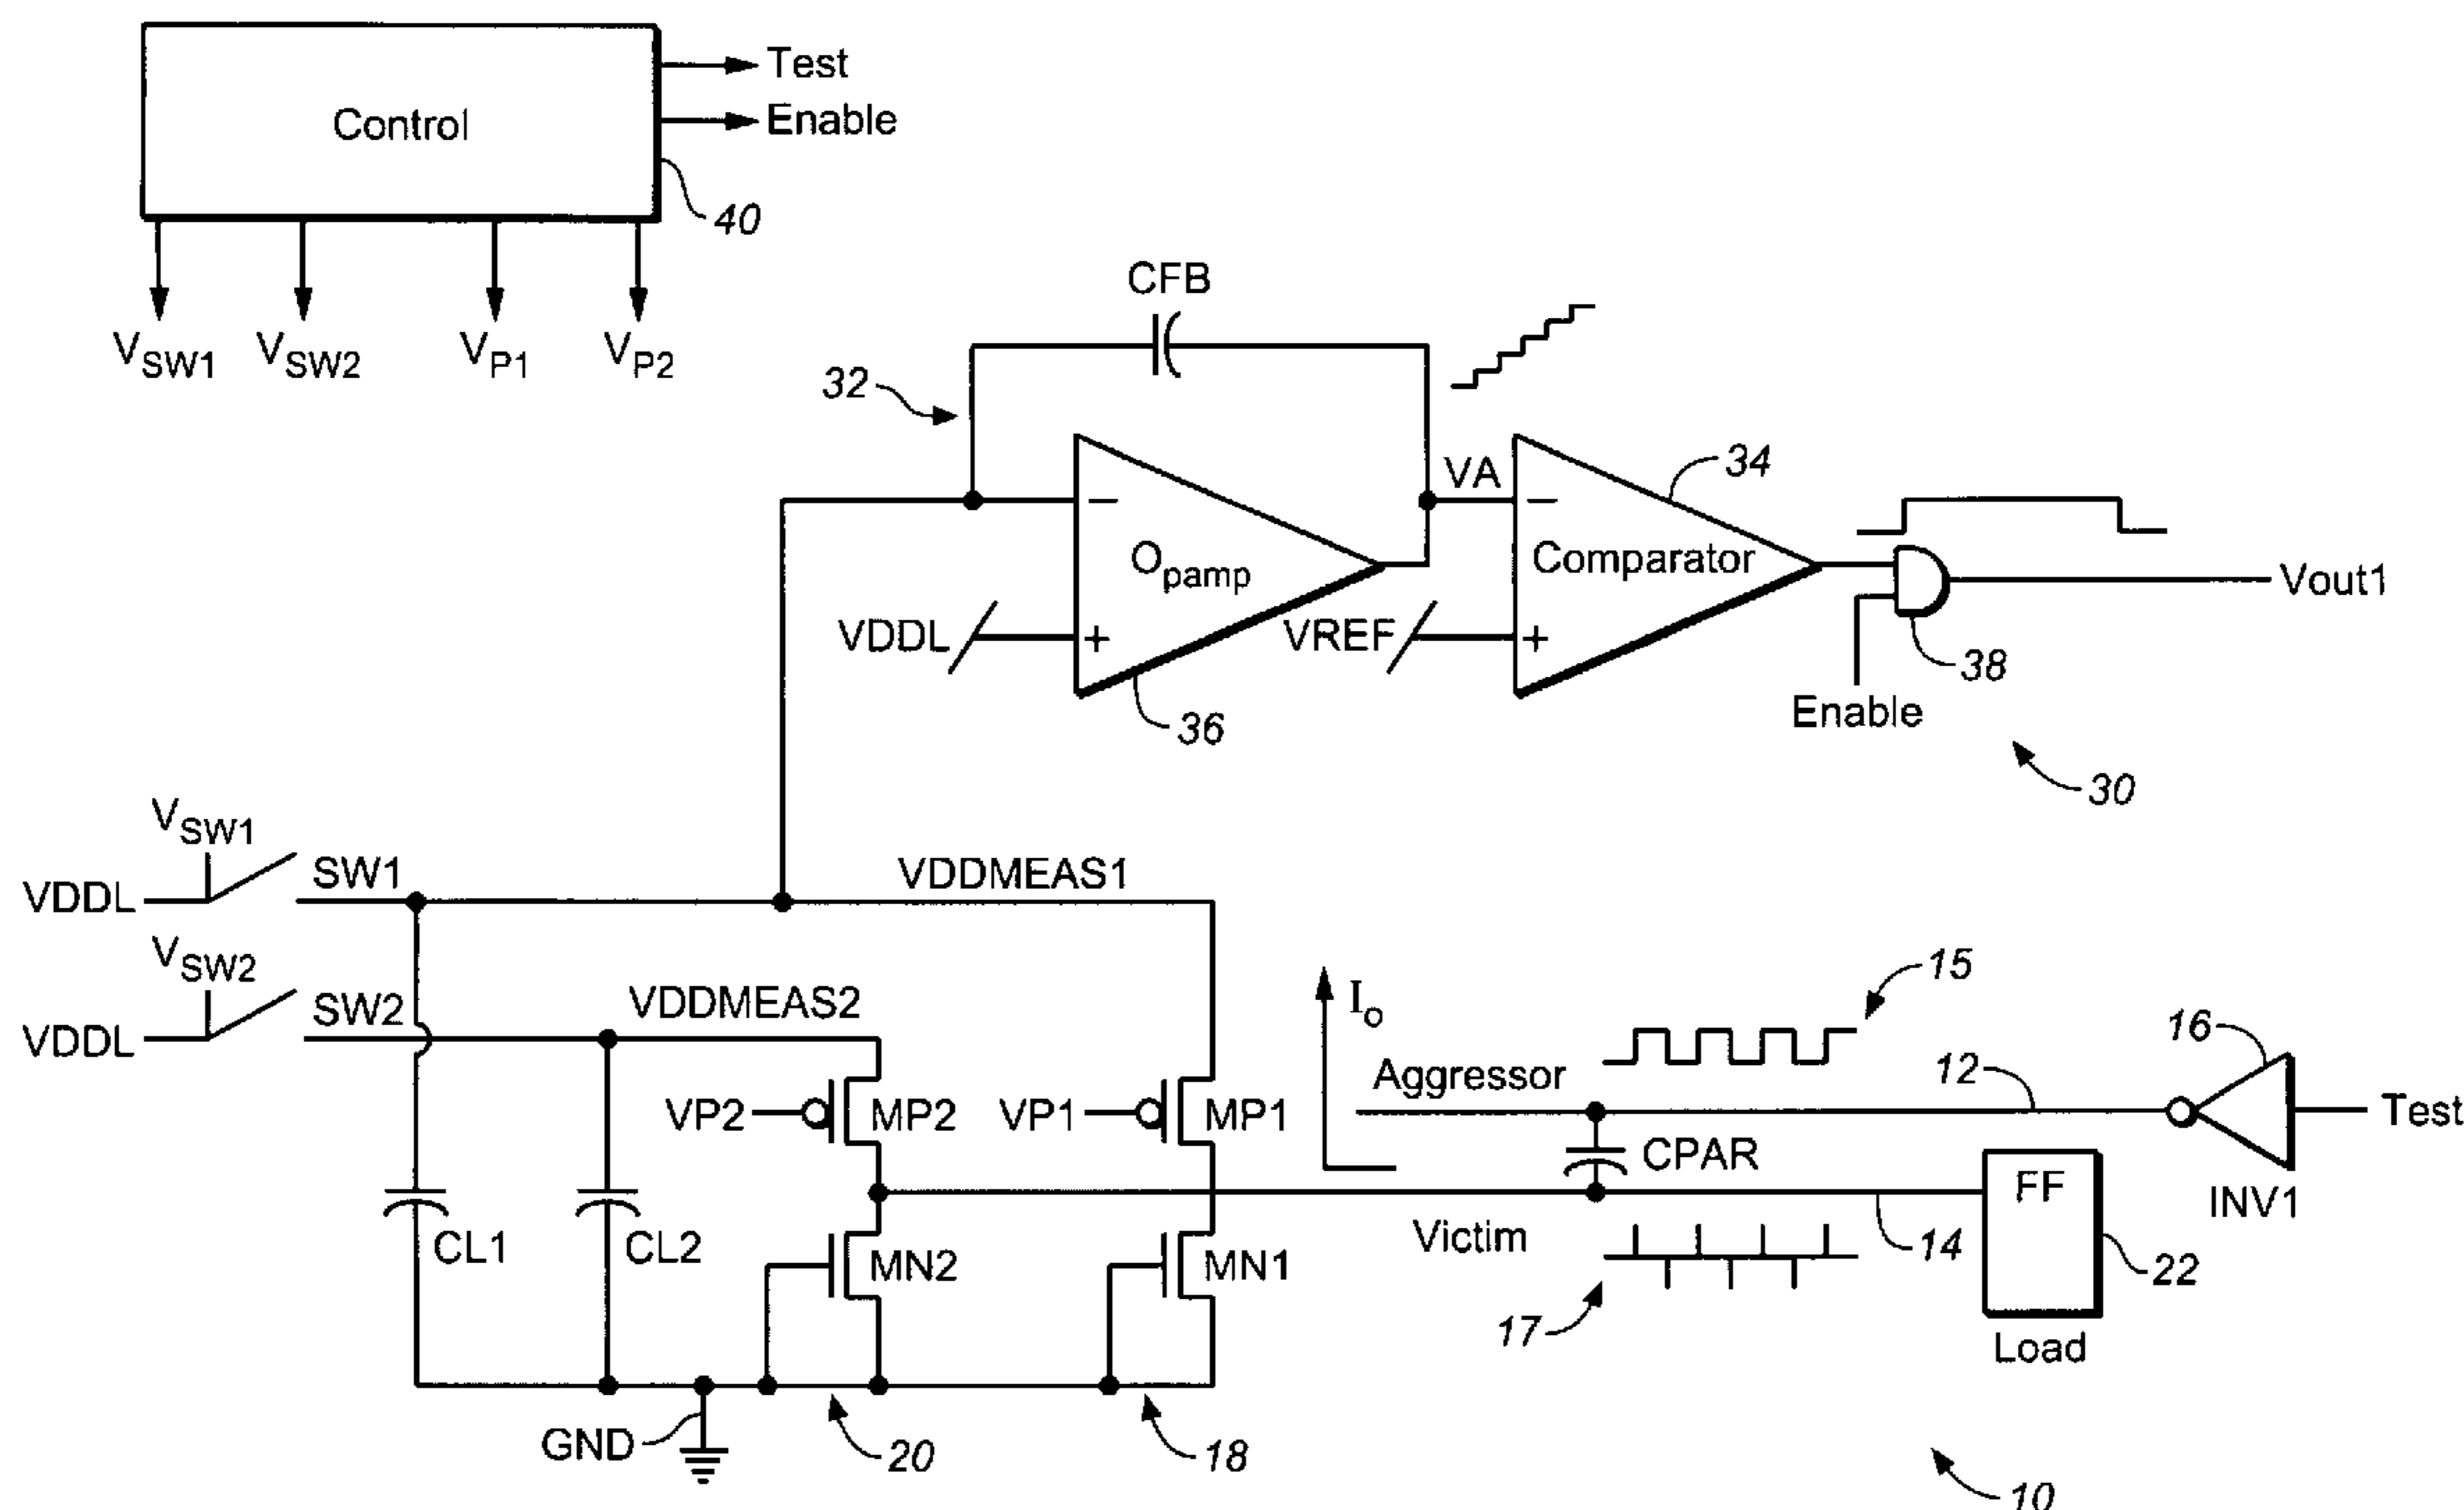 Test
Control
Enable
40
VSW1 VSW2 VP1 VP2
CFB
32
VA
34
−
−
Opamp
Comparator
Vout1
VDDL
+
VREF
+
38
36
Enable
30
VSW1
VDDL
SW1
VDDMEAS1
VSW2
VDDL
SW2
VDDMEAS2
Io
15
16
Aggressor
12
VP2
MP2
VP1
MP1
Test
CPAR
FF
INV1
CL1
CL2
MN2
MN1
Victim
14
22
17
Load
GND
20
18
10